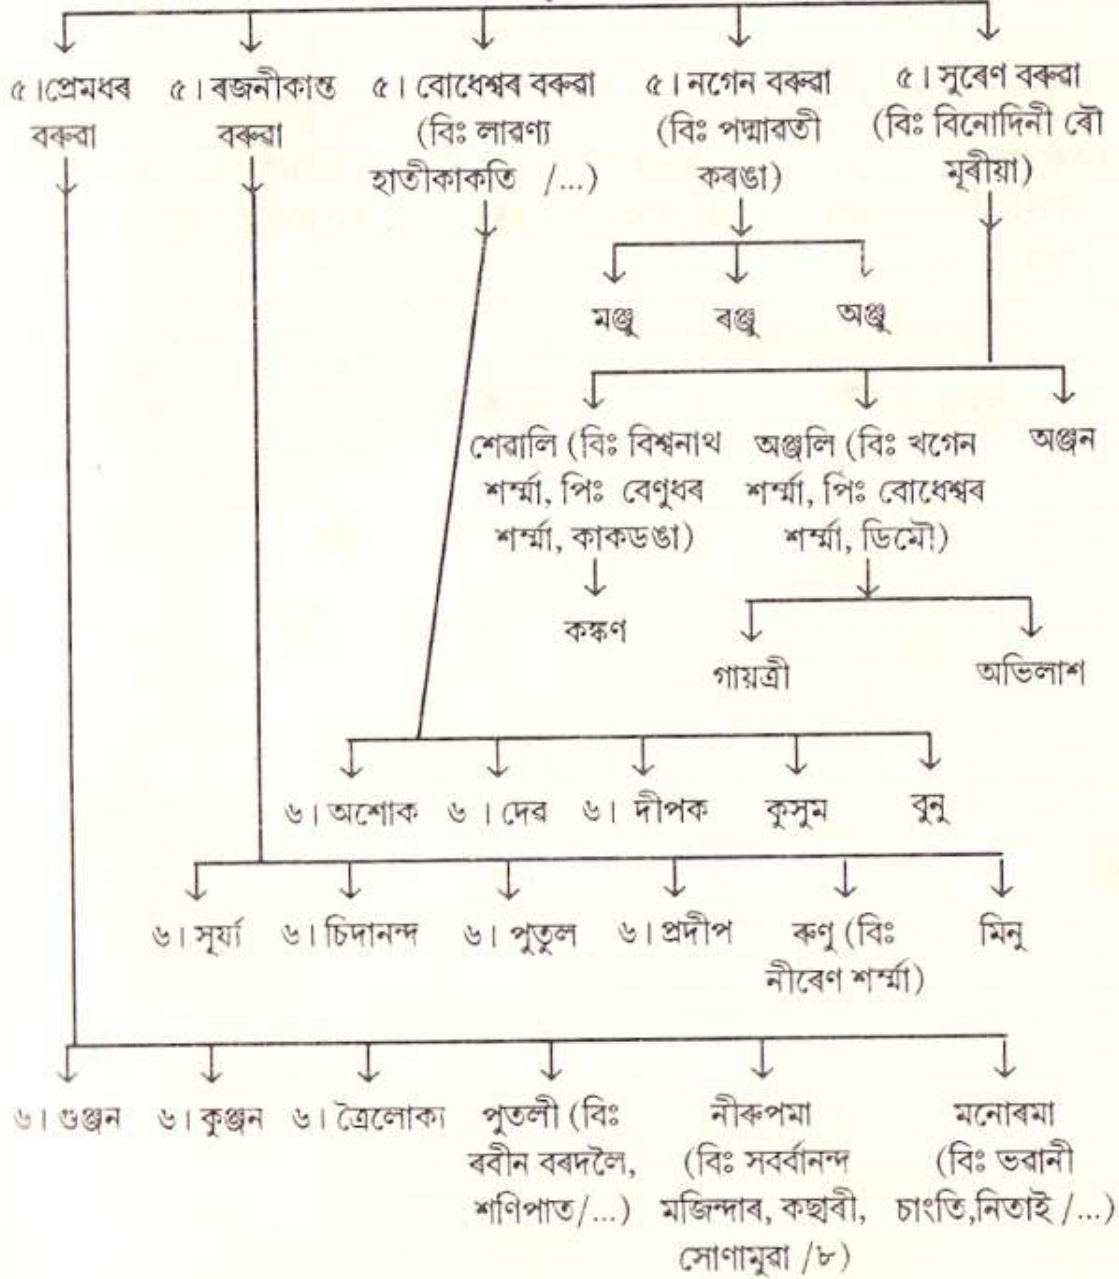 ৫।প্ৰেমধৰ ৫।ৰজনীকান্ত ৫। বোধেশ্বৰ বৰুৱা ৫। নগেন বৰুৱা ৫। সুৰেণ বৰুৱা
বৰুৱা বৰুৱা (বিঃ লাৱণ্য (বিঃ পদ্মাৱতী (বিঃ বিনোদিনী ৰৌ
হাতীকাকতি /...) কৰঙা) মূৰীয়া)
মঞ্জু ৰঞ্জু অঞ্জু
শেৱালি (বিঃ বিশ্বনাথ অঞ্জলি (বিঃ খগেন অঞ্জন
শৰ্ম্মা, পিঃ বেণুধৰ শৰ্ম্মা, পিঃ বোধেশ্বৰ
শৰ্ম্মা, কাকডঙা) শৰ্ম্মা, ডিমৌ)
কঙ্কণ
গায়ত্ৰী অভিলাশ
৬। অশোক ৬ । দেৱ ৬। দীপক কুসুম বুনু
৬। সূৰ্য্য ৬। চিদানন্দ ৬। পুতুল ৬। প্ৰদীপ ৰুণু (বিঃ মিনু
নীৰেণ শৰ্ম্মা)
৬। গুঞ্জন ৬। কুঞ্জন ৬। ত্ৰৈলোক্য পুতলী (বিঃ নীৰুপমা মনোৰমা
ৰবীন বৰদলৈ, (বিঃ সৰ্বানন্দ (বিঃ ভৱানী
শণিপাত/...) মজিন্দাৰ, কছাৰী, চাংতি,নিতাই /...)
সোণামুৱা /৮)